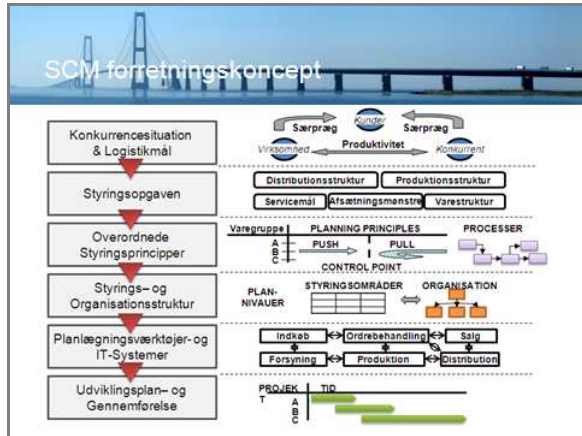 SCM forretningskoncept
Konkurrencesituation
& Logistikmål
Kunder
Særpræg
Særpræg
Virksomhed
Produktivitet
Konkurrent
Styringsopgaven
Distributionsstruktur
Produktionsstruktur
Servicemål
Afsætningsmønstre
Varestruktur
Overordnede
Styringsprincipper
Varegruppe
PLANNING PRINCIPLES
PROCESSER
A
B
C
PUSH
PULL
CONTROL POINT
Styrings– og
Organisationsstruktur
PLAN-
NIVAUER
STYRINGSOMRÅDER
ORGANISATION
Planlægningsværktøjer- og
IT-Systemer
Indkøb
Ordrebehandling
Salg
Forsyning
Produktion
Distribution
Udviklingsplan– og
Gennemførelse
PROJEK
T
TID
A
B
C